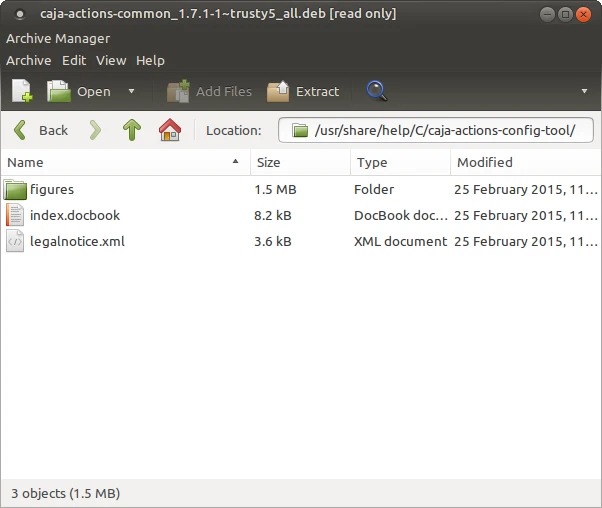 caja-actions-common_1.7.1-1~trusty5_all.deb [read only]
Archive Manager
Archive Edit View Help
Open Add Files Extract
Back Location: /usr/share/help/C/caja-actions-config-tool/
Name Size Type Modified
figures 1.5 MB Folder 25 February 2015, 11...
index.docbook 8.2 kB DocBook doc... 25 February 2015, 11...
legalnotice.xml 3.6 kB XML document 25 February 2015, 11...
3 objects (1.5 MB)